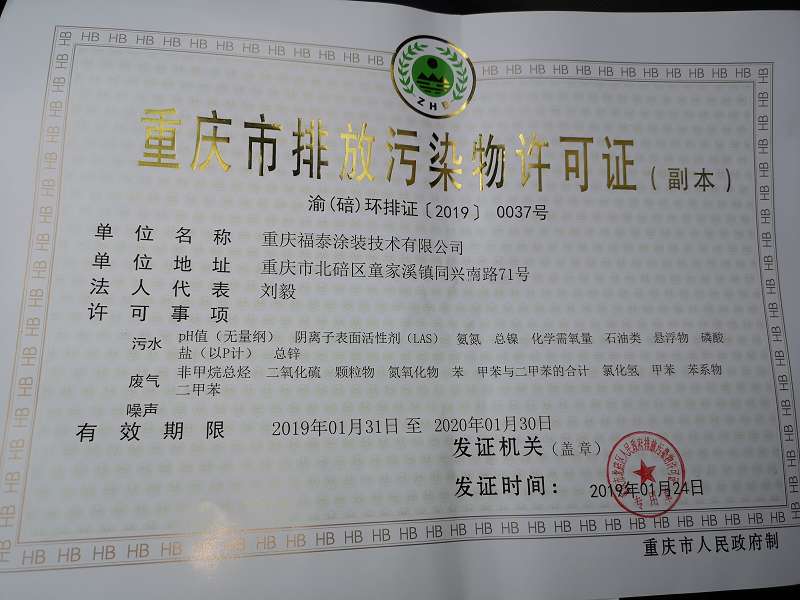 ZHB
重庆市排放污染物许可证（副本）
渝(碚)环排证〔2019〕0037号
单位名称 重庆福泰涂装技术有限公司
单位地址 重庆市北碚区童家溪镇同兴南路71号
法人代表 刘毅
许可事项
污水 pH值（无量纲） 阴离子表面活性剂（LAS） 氨氮 总镍 化学需氧量 石油类 悬浮物 磷酸
盐（以P计） 总锌
废气 非甲烷总烃 二氧化硫 颗粒物 氮氧化物 苯 甲苯与二甲苯的合计 氯化氢 甲苯 苯系物
二甲苯
噪声
有效期限 2019年01月31日 至 2020年01月30日
发证机关（盖章）
发证时间： 2019年01月24日
重庆市人民政府制